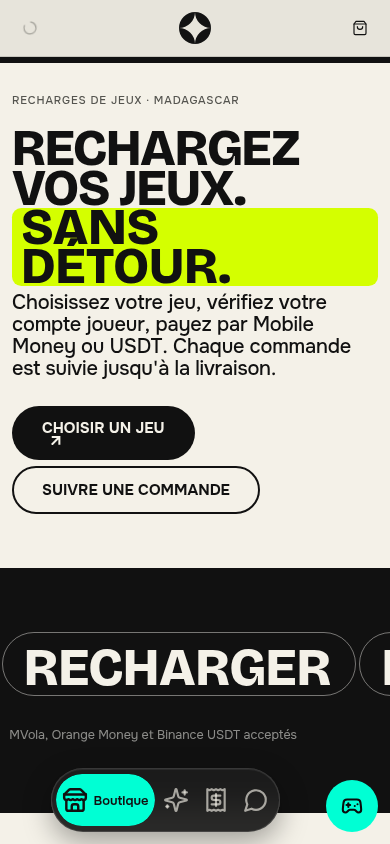 RECHARGES DE JEUX · MADAGASCAR
RECHARGEZ
VOS JEUX.
SANS
DÉTOUR.
Choisissez votre jeu, vérifiez votre
compte joueur, payez par Mobile
Money ou USDT. Chaque commande
est suivie jusqu'à la livraison.
CHOISIR UN JEU
SUIVRE UNE COMMANDE
RECHARGER
MVola, Orange Money et Binance USDT acceptés
Boutique